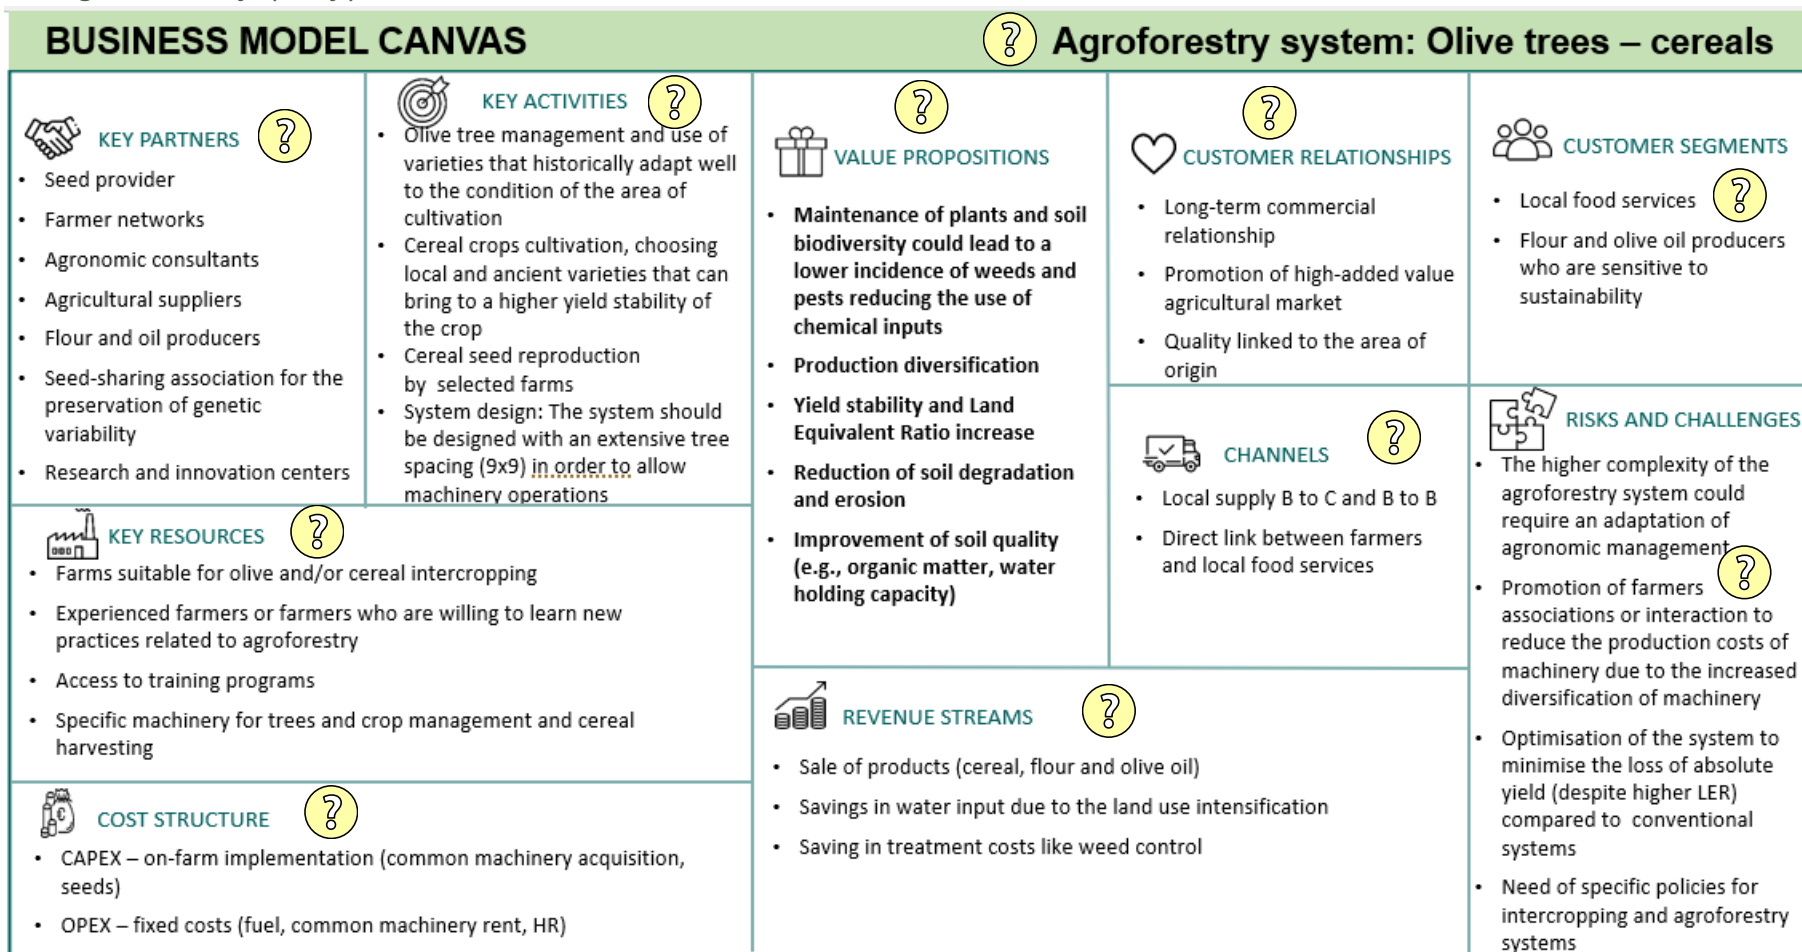 BUSINESS MODEL CANVAS
? Agroforestry system: Olive trees – cereals
KEY PARTNERS ?
• Seed provider
• Farmer networks
• Agronomic consultants
• Agricultural suppliers
• Flour and oil producers
• Seed-sharing association for the
preservation of genetic
variability
• Research and innovation centers
KEY ACTIVITIES ?
• Olive tree management and use of
varieties that historically adapt well
to the condition of the area of
cultivation
• Cereal crops cultivation, choosing
local and ancient varieties that can
bring to a higher yield stability of
the crop
• Cereal seed reproduction
by selected farms
• System design: The system should
be designed with an extensive tree
spacing (9x9) in order to allow
machinery operations
?
VALUE PROPOSITIONS
• Maintenance of plants and soil
biodiversity could lead to a
lower incidence of weeds and
pests reducing the use of
chemical inputs
• Production diversification
• Yield stability and Land
Equivalent Ratio increase
• Reduction of soil degradation
and erosion
• Improvement of soil quality
(e.g., organic matter, water
holding capacity)
?
CUSTOMER RELATIONSHIPS
• Long-term commercial
relationship
• Promotion of high-added value
agricultural market
• Quality linked to the area of
origin
CUSTOMER SEGMENTS
• Local food services ?
• Flour and olive oil producers
who are sensitive to
sustainability
CHANNELS ?
• Local supply B to C and B to B
• Direct link between farmers
and local food services
RISKS AND CHALLENGES
• The higher complexity of the
agroforestry system could
require an adaptation of
agronomic management
• Promotion of farmers ?
associations or interaction to
reduce the production costs of
machinery due to the increased
diversification of machinery
• Optimisation of the system to
minimise the loss of absolute
yield (despite higher LER)
compared to conventional
systems
• Need of specific policies for
intercropping and agroforestry
systems
KEY RESOURCES ?
• Farms suitable for olive and/or cereal intercropping
• Experienced farmers or farmers who are willing to learn new
practices related to agroforestry
• Access to training programs
• Specific machinery for trees and crop management and cereal
harvesting
COST STRUCTURE ?
• CAPEX – on-farm implementation (common machinery acquisition,
seeds)
• OPEX – fixed costs (fuel, common machinery rent, HR)
REVENUE STREAMS ?
• Sale of products (cereal, flour and olive oil)
• Savings in water input due to the land use intensification
• Saving in treatment costs like weed control